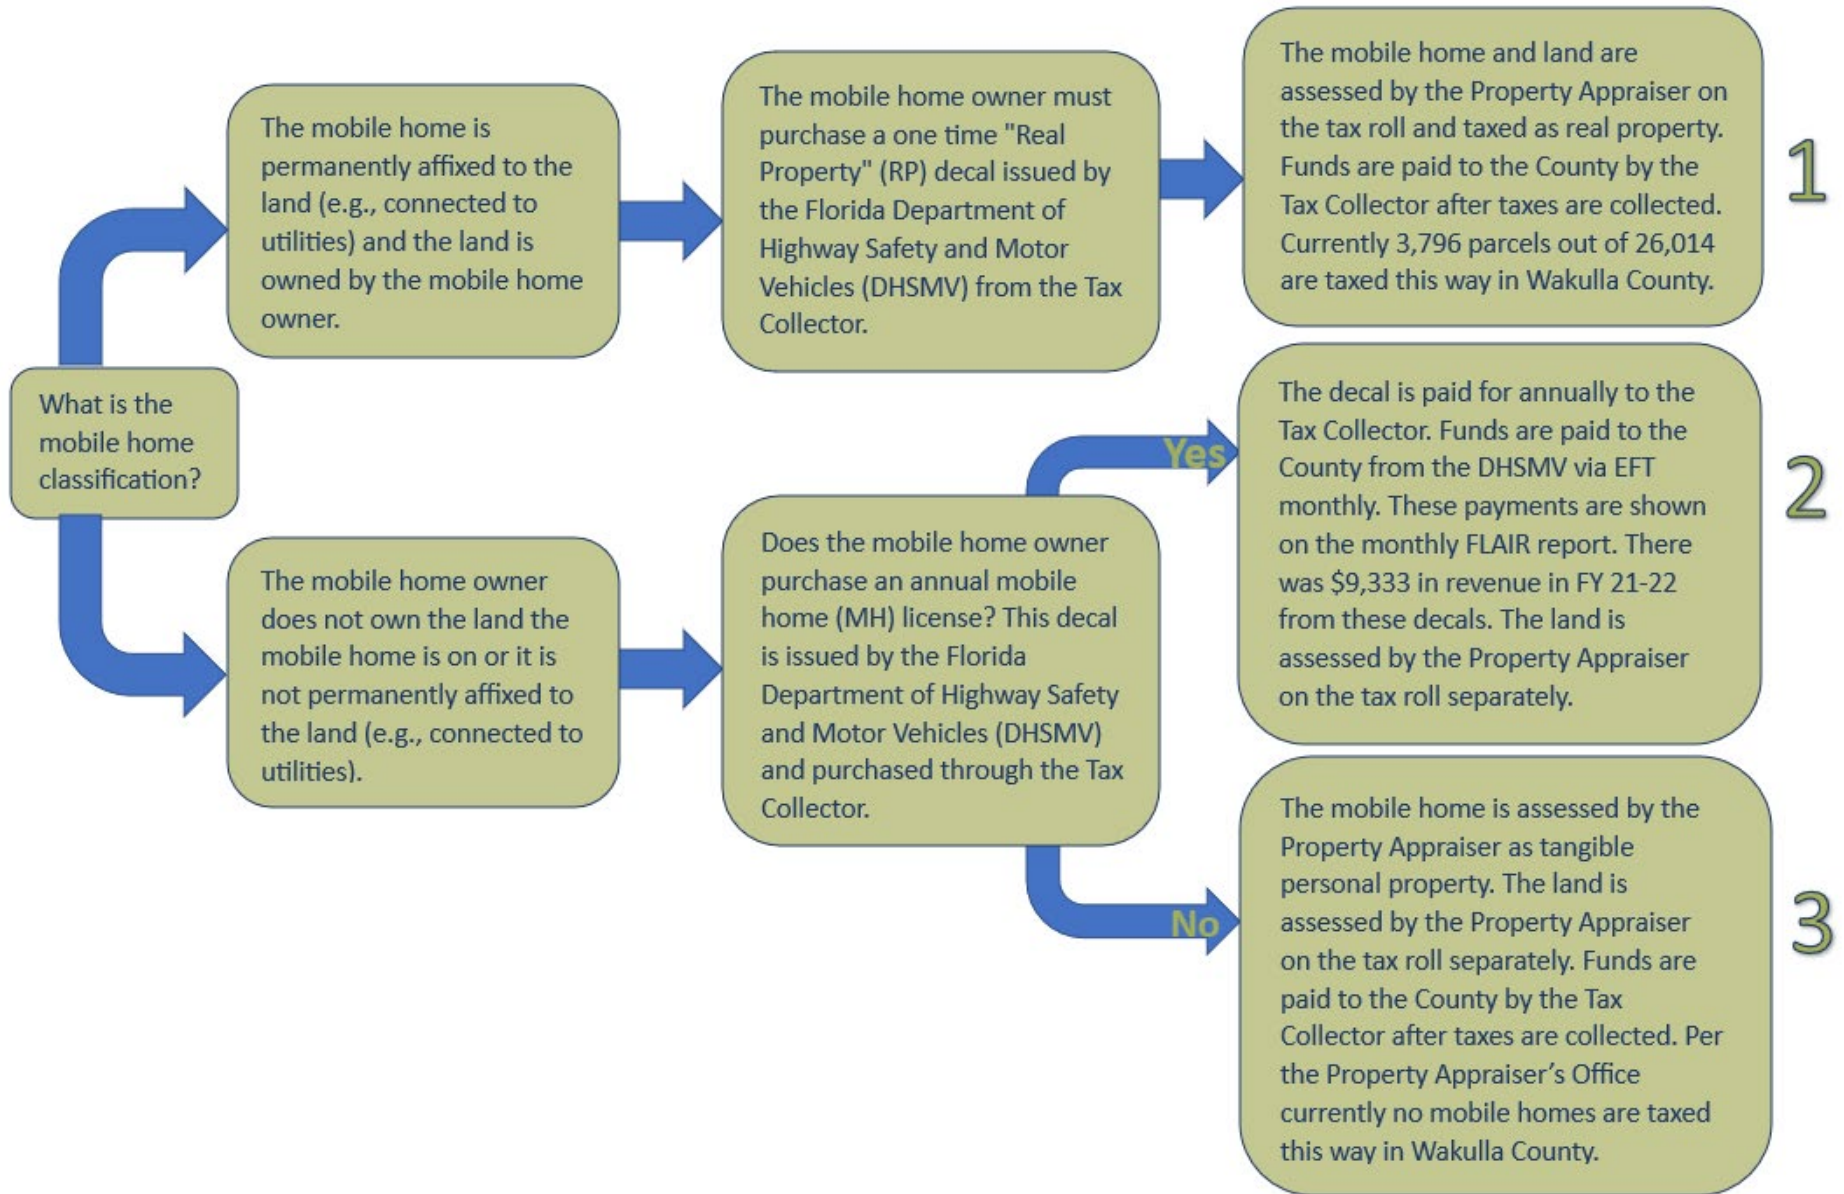 What is the
mobile home
classification?
The mobile home is
permanently affixed to the
land (e.g., connected to
utilities) and the land is
owned by the mobile home
owner.
The mobile home owner must
purchase a one time "Real
Property" (RP) decal issued by
the Florida Department of
Highway Safety and Motor
Vehicles (DHSMV) from the Tax
Collector.
The mobile home and land are
assessed by the Property Appraiser on
the tax roll and taxed as real property.
Funds are paid to the County by the
Tax Collector after taxes are collected.
Currently 3,796 parcels out of 26,014
are taxed this way in Wakulla County.
1
The mobile home owner
does not own the land the
mobile home is on or it is
not permanently affixed to
the land (e.g., connected to
utilities).
Does the mobile home owner
purchase an annual mobile
home (MH) license? This decal
is issued by the Florida
Department of Highway Safety
and Motor Vehicles (DHSMV)
and purchased through the Tax
Collector.
Yes
The decal is paid for annually to the
Tax Collector. Funds are paid to the
County from the DHSMV via EFT
monthly. These payments are shown
on the monthly FLAIR report. There
was $9,333 in revenue in FY 21-22
from these decals. The land is
assessed by the Property Appraiser
on the tax roll separately.
2
No
The mobile home is assessed by the
Property Appraiser as tangible
personal property. The land is
assessed by the Property Appraiser
on the tax roll separately. Funds are
paid to the County by the Tax
Collector after taxes are collected. Per
the Property Appraiser’s Office
currently no mobile homes are taxed
this way in Wakulla County.
3